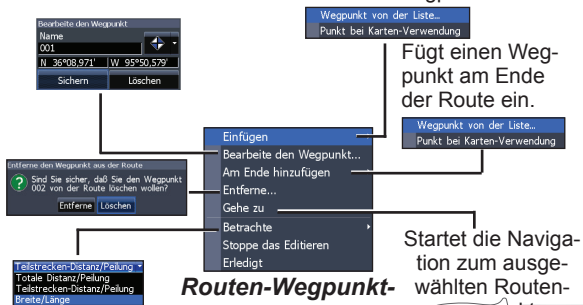 Bearbeite den Wegpunkt
Name
001
N 36°08,971' W 95°50,579'
Sichern Löschen
Wegpunkt von der Liste...
Punkt bei Karten-Verwendung
Fügt einen Weg-
punkt am Ende
der Route ein.
Wegpunkt von der Liste...
Punkt bei Karten-Verwendung
Einfügen
Bearbeite den Wegpunkt...
Am Ende hinzufügen
Entferne...
Gehe zu
Betrachte
Stoppe das Editieren
Erledigt
Entferne den Wegpunkt aus der Route
Sind Sie sicher, daß Sie den Wegpunkt
002 von der Route löschen wollen?
Entferne Löschen
Teilstrecken-Distanz/Peilung
Totale Distanz/Peilung
Teilstrecken-Distanz/Peilung
Breite/Länge
Routen-Wegpunkt-
Startet die Naviga-
tion zum ausge-
wählten Routen-